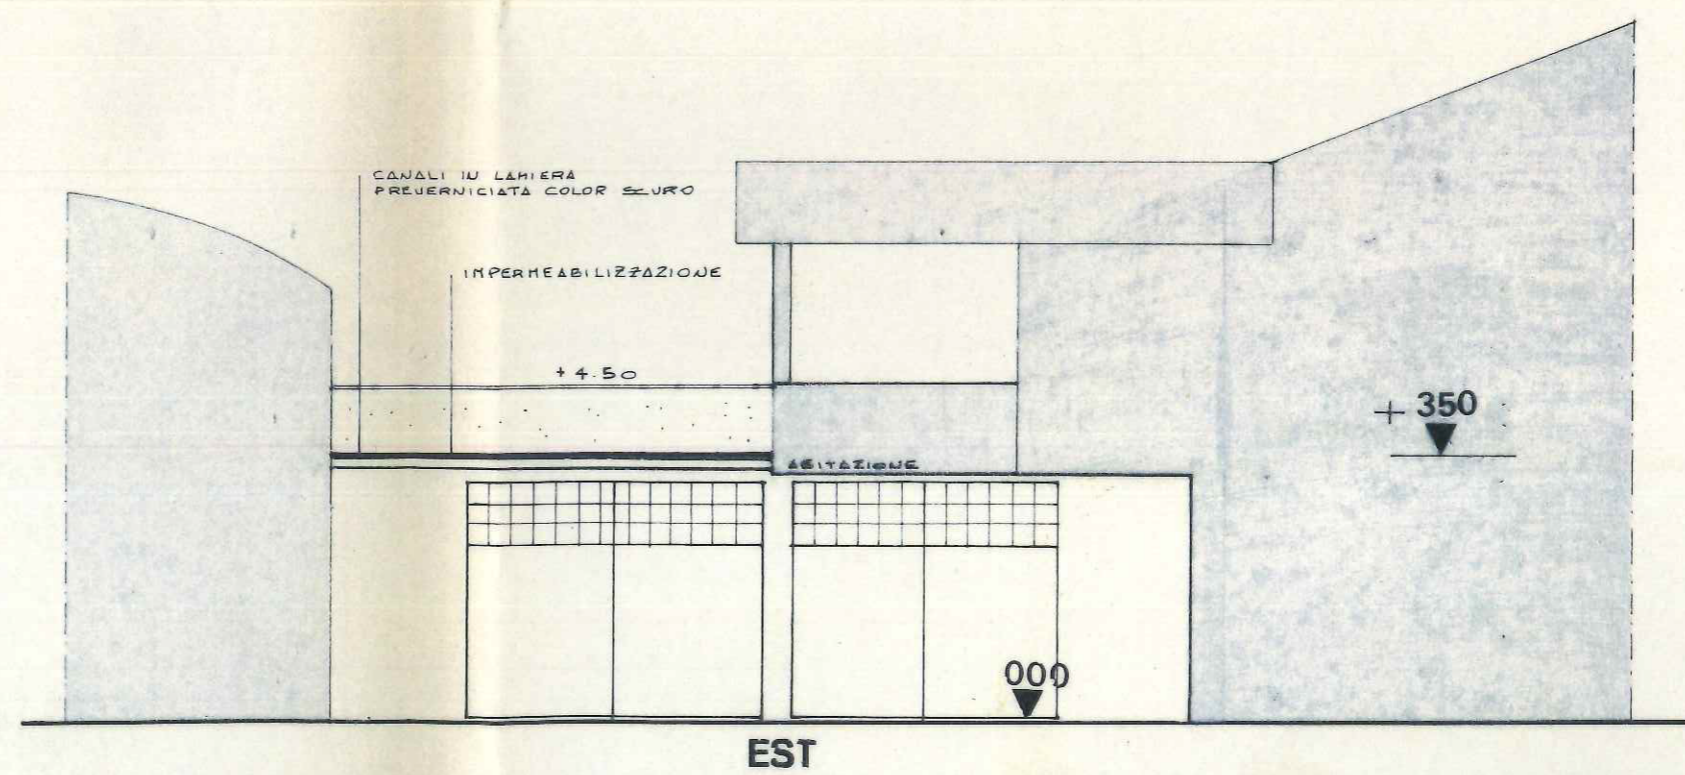 CANALI IN LAMIERA
PREVERNICIATA COLOR SCURO
IMPERMEABILIZZAZIONE
+ 4.50
+ 350
ABITAZIONE
000
EST